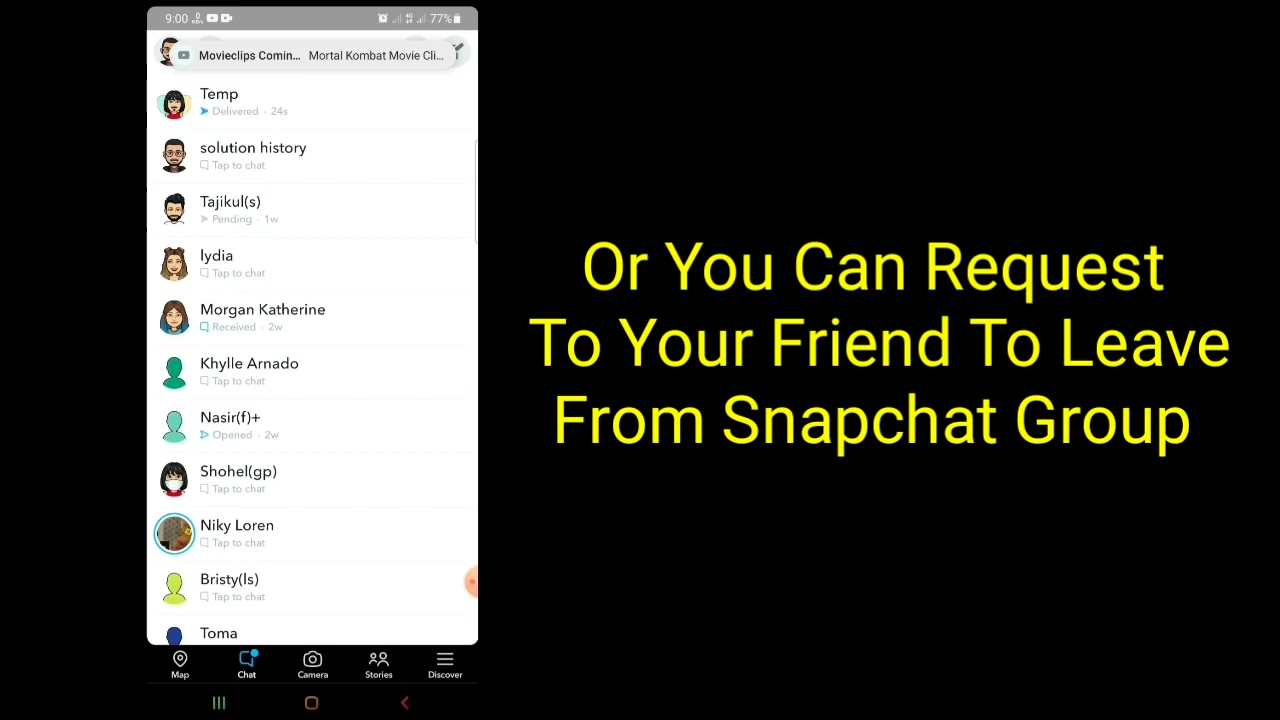 9:00 0 KB/s 77%
Movieclips Comin... Mortal Kombat Movie Cli...
Temp
Delivered · 24s
solution history
Tap to chat
Tajikul(s)
Pending · 1w
lydia
Tap to chat
Morgan Katherine
Received · 2w
Khylle Arnado
Tap to chat
Nasir(f)+
Opened · 2w
Shohel(gp)
Tap to chat
Niky Loren
Tap to chat
Bristy(ls)
Tap to chat
Toma
Map Chat Camera Stories Discover
Or You Can Request
To Your Friend To Leave
From Snapchat Group